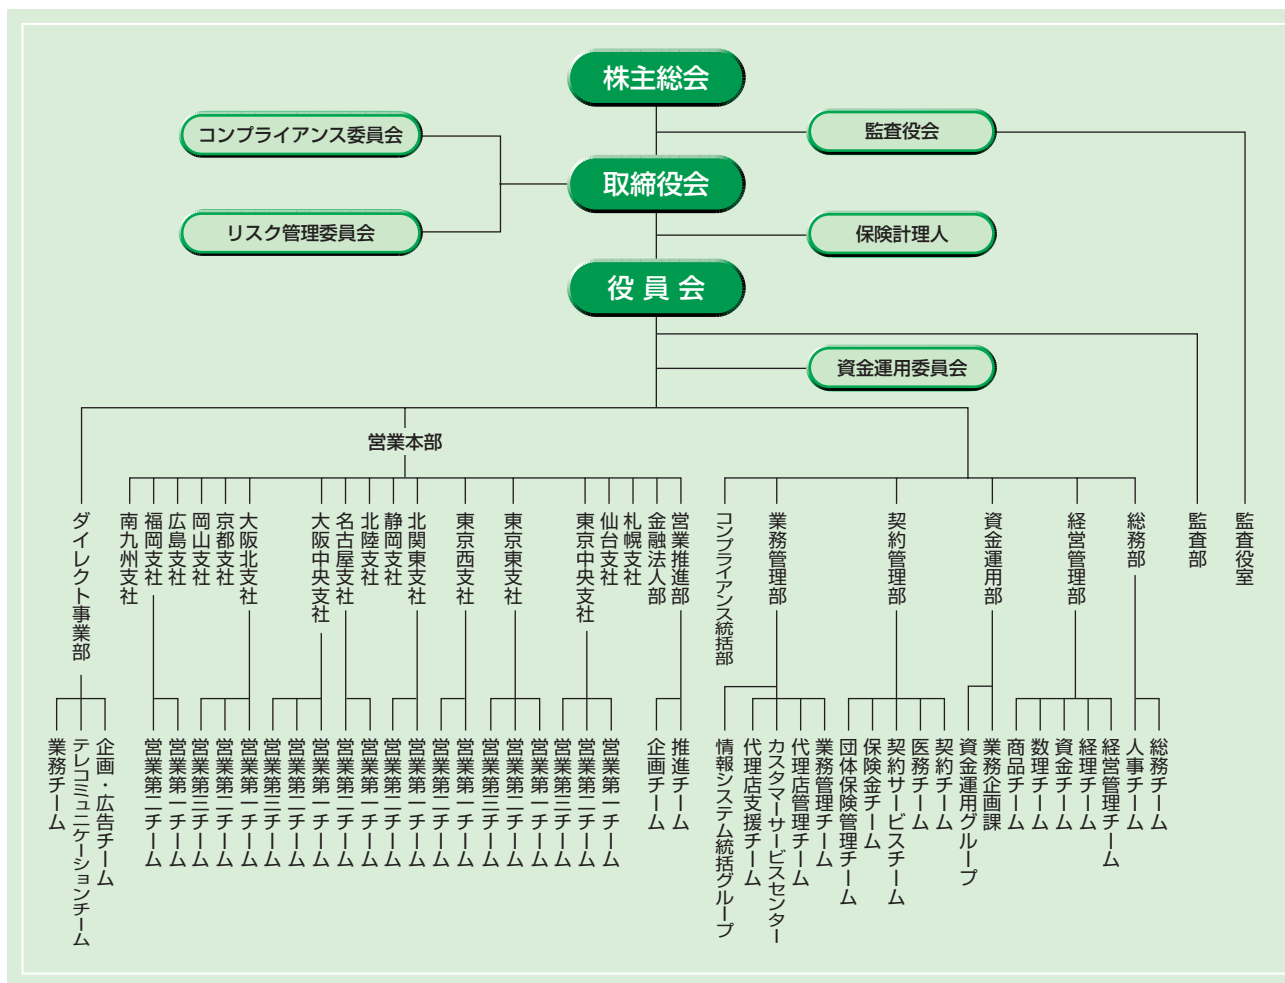 株主総会
コンプライアンス委員会
監査役会
取締役会
リスク管理委員会
保険計理人
役員会
資金運用委員会
営業本部
ダイレクト事業部
南九州支社
福岡支社
広島支社
岡山支社
京都支社
大阪北支社
大阪中央支社
名古屋支社
北陸支社
静岡支社
北関東支社
東京西支社
東京東支社
東京中央支社
仙台支社
札幌支社
金融法人部
営業推進部
コンプライアンス統括部
業務管理部
契約管理部
資金運用部
経営管理部
総務部
監査部
監査役室
業務チーム
テレコミュニケーションチーム
企画・広告チーム
営業第二チーム
営業第一チーム
営業第三チーム
営業第二チーム
営業第一チーム
営業第三チーム
営業第二チーム
営業第一チーム
営業第二チーム
営業第一チーム
営業第二チーム
営業第一チーム
営業第二チーム
営業第一チーム
営業第三チーム
営業第二チーム
営業第一チーム
営業第三チーム
営業第二チーム
営業第一チーム
企画チーム
推進チーム
情報システム統括グループ
代理店支援チーム
カスタマーサービスセンター
代理店管理チーム
業務管理チーム
団体保険管理チーム
保険金チーム
契約サービスチーム
医務チーム
契約チーム
資金運用グループ
業務企画課
商品チーム
数理チーム
資金チーム
経理チーム
経営管理チーム
人事チーム
総務チーム